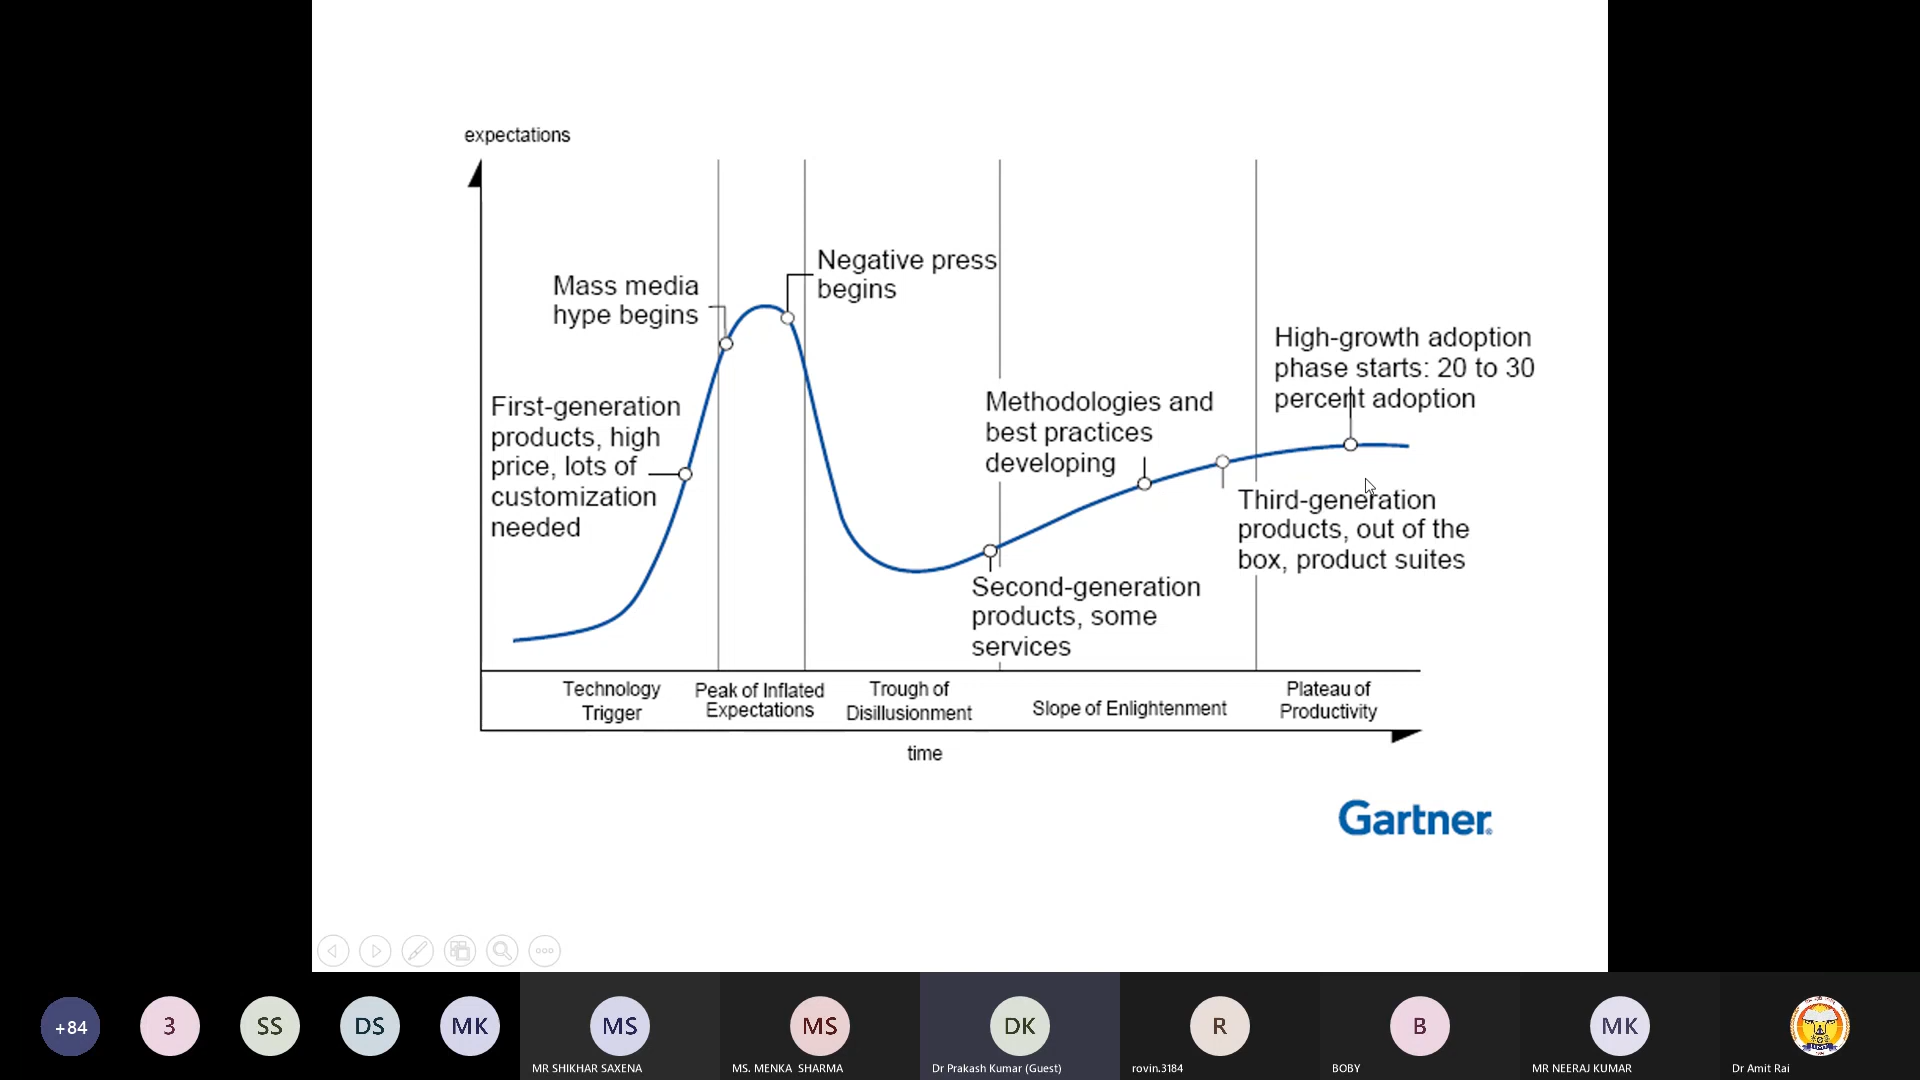 expectations
Negative press
begins
Mass media
hype begins
High-growth adoption
phase starts: 20 to 30
percent adoption
First-generation
products, high
price, lots of
customization
needed
Methodologies and
best practices
developing
Third-generation
products, out of the
box, product suites
Second-generation
products, some
services
Technology
Trigger
Peak of Inflated
Expectations
Trough of
Disillusionment
Slope of Enlightenment
Plateau of
Productivity
time
Gartner
+84
3
SS
DS
MK
MS
MR SHIKHAR SAXENA
MS
MS. MENKA SHARMA
DK
Dr Prakash Kumar (Guest)
R
rovin.3184
B
BOBY
MK
MR NEERAJ KUMAR
Dr Amit Rai